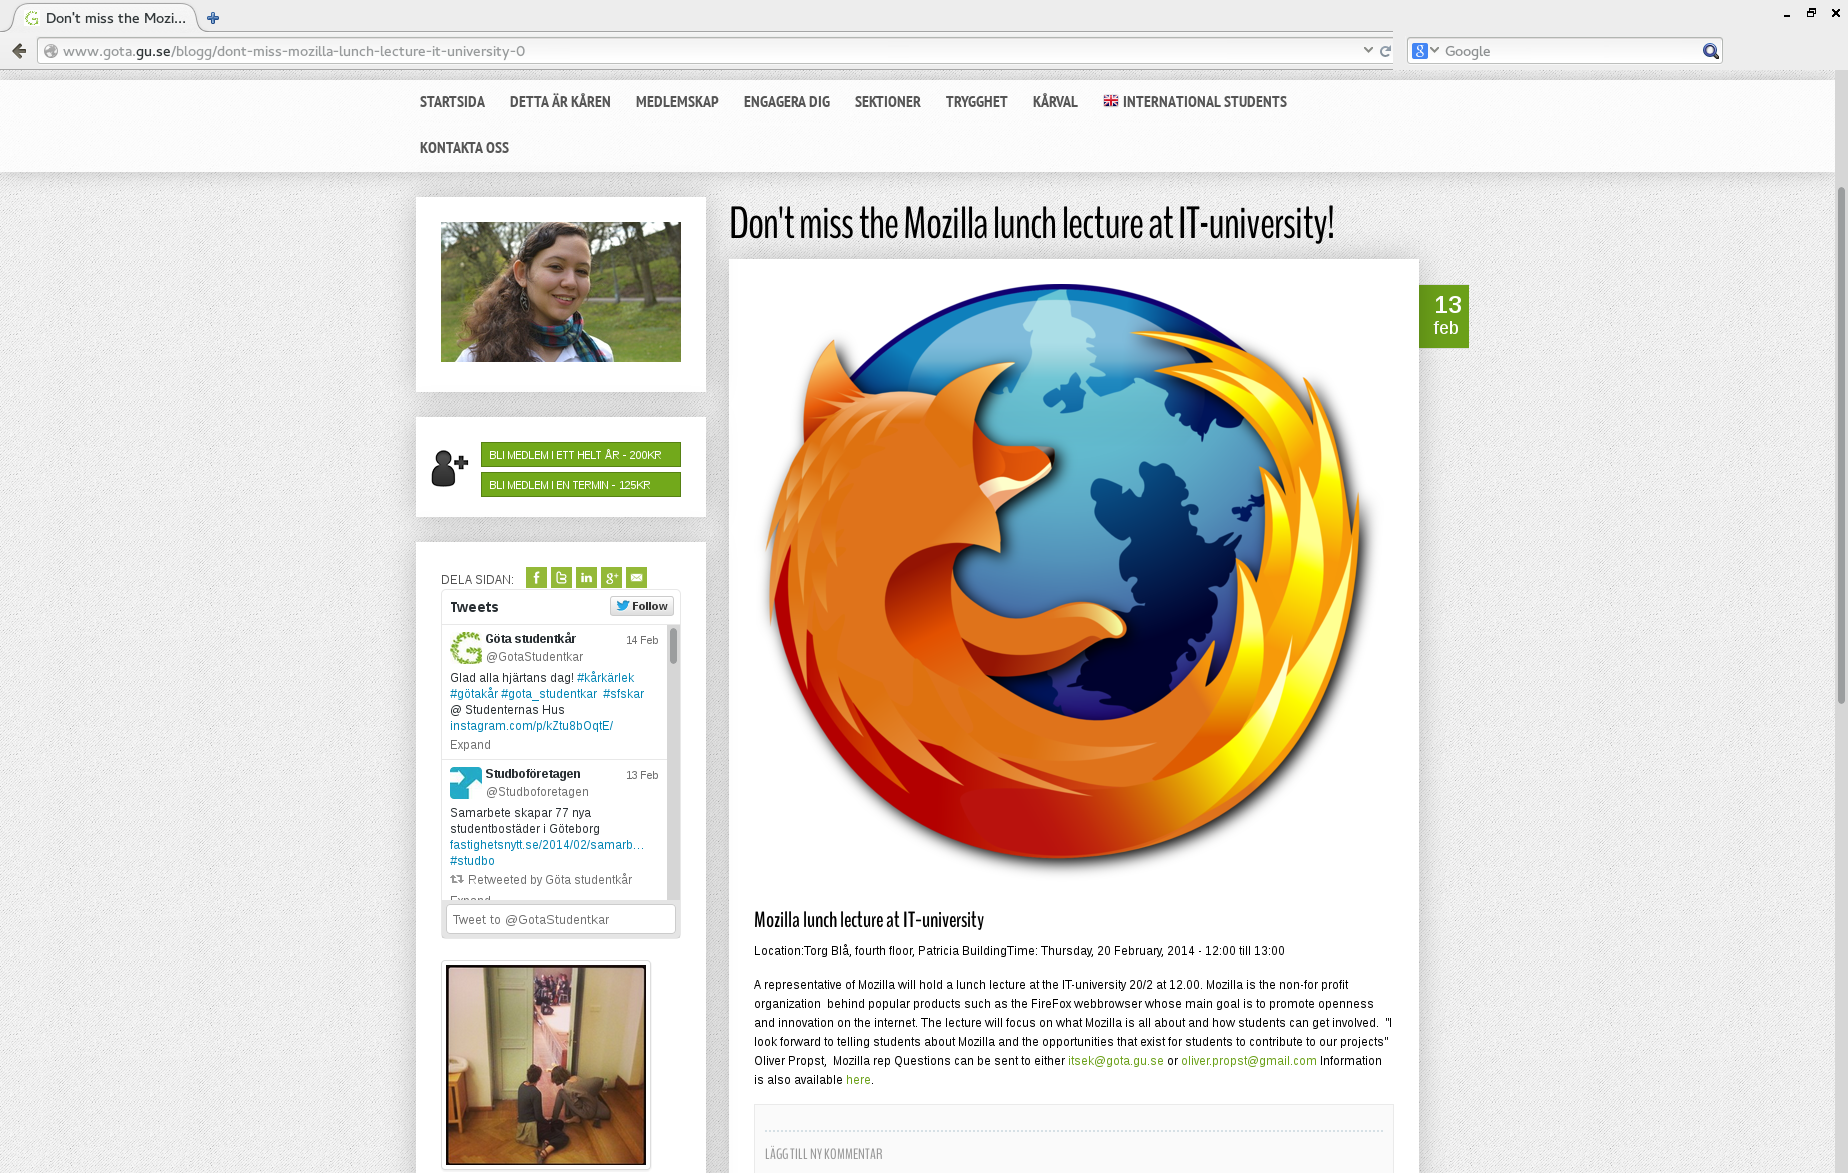 Don't miss the Mozi...
www.gota.gu.se/blogg/dont-miss-mozilla-lunch-lecture-it-university-0
Google
STARTSIDA DETTA ÄR KÅREN MEDLEMSKAP ENGAGERA DIG SEKTIONER TRYGGHET KÅRVAL INTERNATIONAL STUDENTS
KONTAKTA OSS
BLI MEDLEM I ETT HELT ÅR - 200KR
BLI MEDLEM I EN TERMIN - 125KR
DELA SIDAN:
Tweets
Follow
Göta studentkår 14 Feb
@GotaStudentkar
Glad alla hjärtans dag! #kårkärlek
#götakår #gota_studentkar #sfskar
@ Studenternas Hus
instagram.com/p/kZtu8bOqtE/
Expand
Studboföretagen 13 Feb
@Studboforetagen
Samarbete skapar 77 nya
studentbostäder i Göteborg
fastighetsnytt.se/2014/02/samarb...
#studbo
Retweeted by Göta studentkår
Expand
Tweet to @GotaStudentkar
Don't miss the Mozilla lunch lecture at IT-university!
13
feb
Mozilla lunch lecture at IT-university
Location:Torg Blå, fourth floor, Patricia BuildingTime: Thursday, 20 February, 2014 - 12:00 till 13:00
A representative of Mozilla will hold a lunch lecture at the IT-university 20/2 at 12.00. Mozilla is the non-for profit
organization behind popular products such as the FireFox webbrowser whose main goal is to promote openness
and innovation on the internet. The lecture will focus on what Mozilla is all about and how students can get involved. "I
look forward to telling students about Mozilla and the opportunities that exist for students to contribute to our projects"
Oliver Propst, Mozilla rep Questions can be sent to either itsek@gota.gu.se or oliver.propst@gmail.com Information
is also available here.
LÄGG TILL NY KOMMENTAR